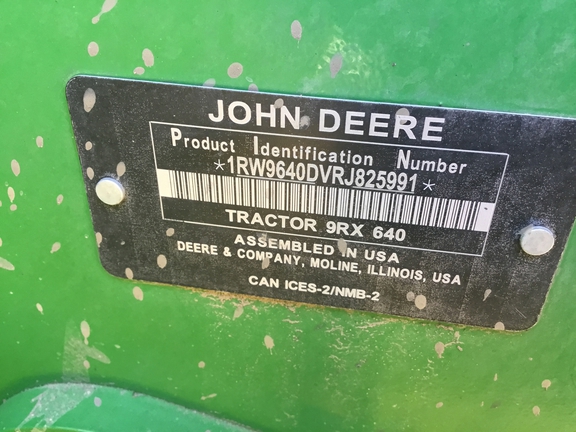 JOHN DEERE
Product Identification Number
*1RW9640DVRJ825991*
TRACTOR 9RX 640
ASSEMBLED IN USA
DEERE & COMPANY, MOLINE, ILLINOIS, USA
CAN ICES-2/NMB-2